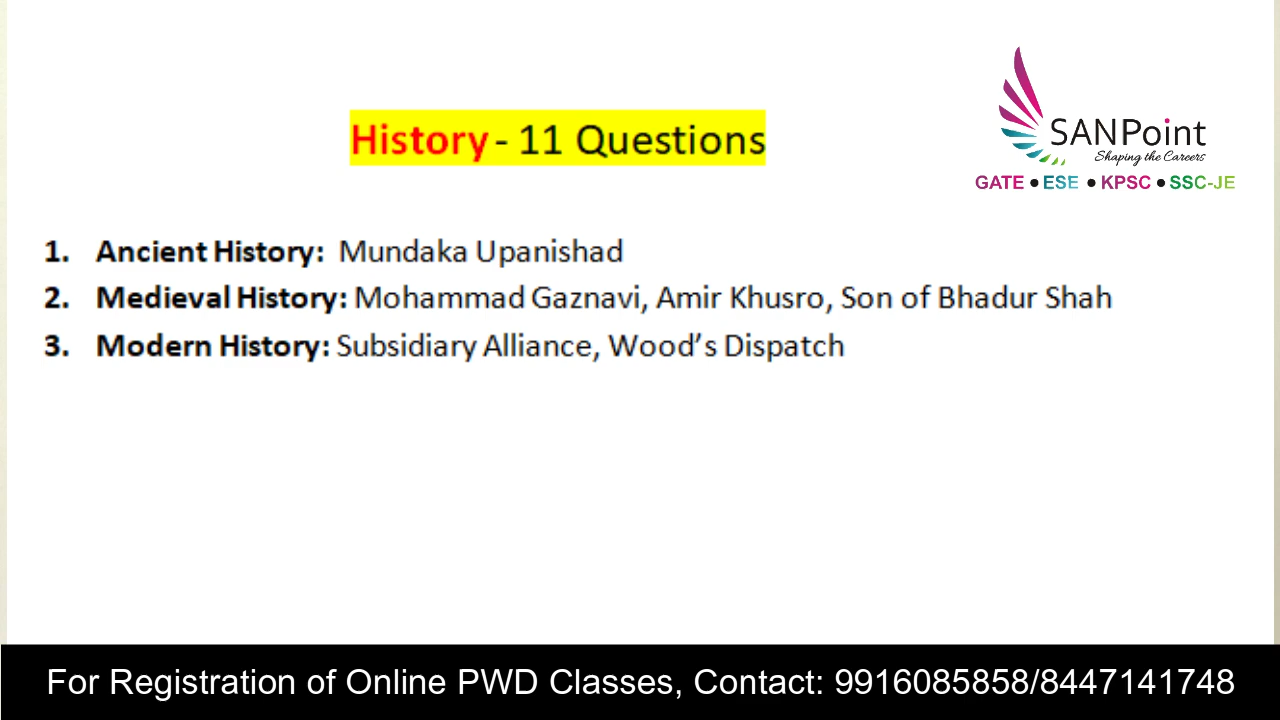 History - 11 Questions
SANPoint
Shaping the Careers
GATE ● ESE ● KPSC ● SSC-JE
1. Ancient History: Mundaka Upanishad
2. Medieval History: Mohammad Gaznavi, Amir Khusro, Son of Bhadur Shah
3. Modern History: Subsidiary Alliance, Wood’s Dispatch
For Registration of Online PWD Classes, Contact: 9916085858/8447141748